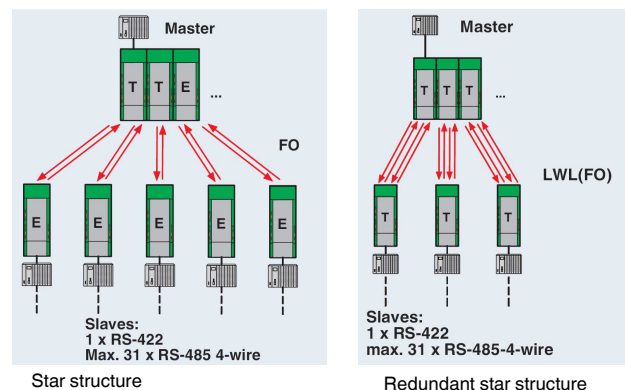 Master
T T E ...
FO
E E E E E
Slaves:
1 x RS-422
Max. 31 x RS-485 4-wire
Star structure
Master
T T T ...
LWL(FO)
T T T
Slaves:
1 x RS-422
max. 31 x RS-485-4-wire
Redundant star structure